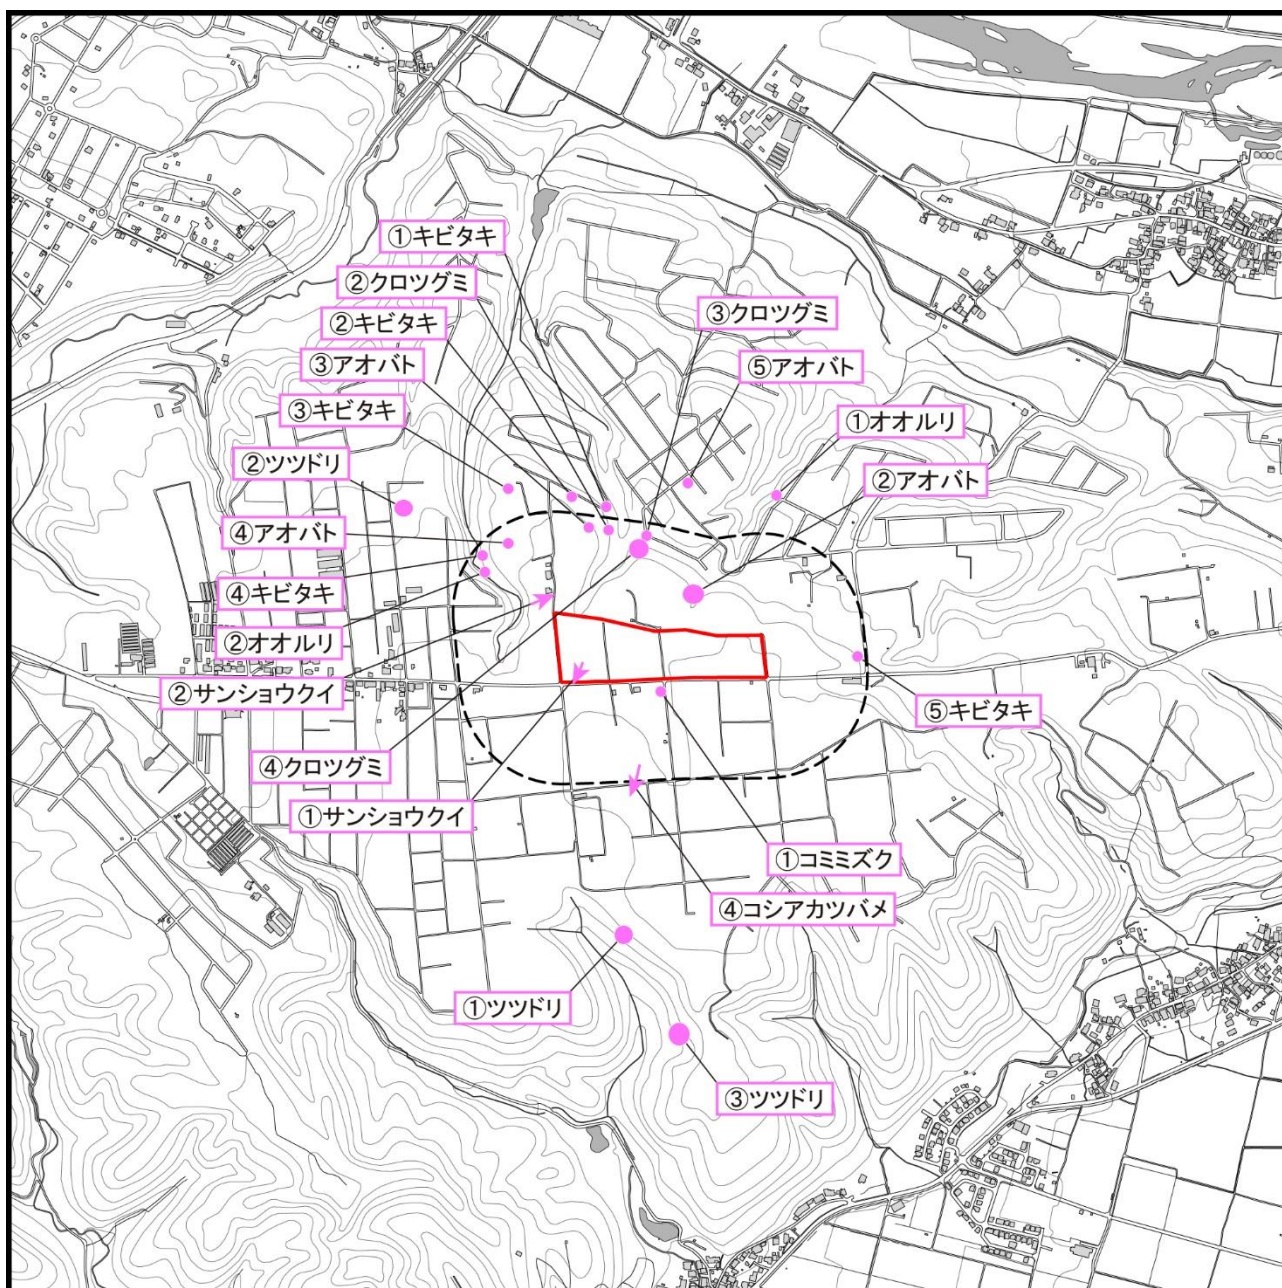 ①キビタキ
②クロツグミ
②キビタキ
③クロツグミ
③アオバト
⑤アオバト
③キビタキ
①オオルリ
②ツツドリ
②アオバト
④アオバト
④キビタキ
②オオルリ
②サンショウクイ
⑤キビタキ
④クロツグミ
①サンショウクイ
①コミミズク
④コシアカツバメ
①ツツドリ
③ツツドリ